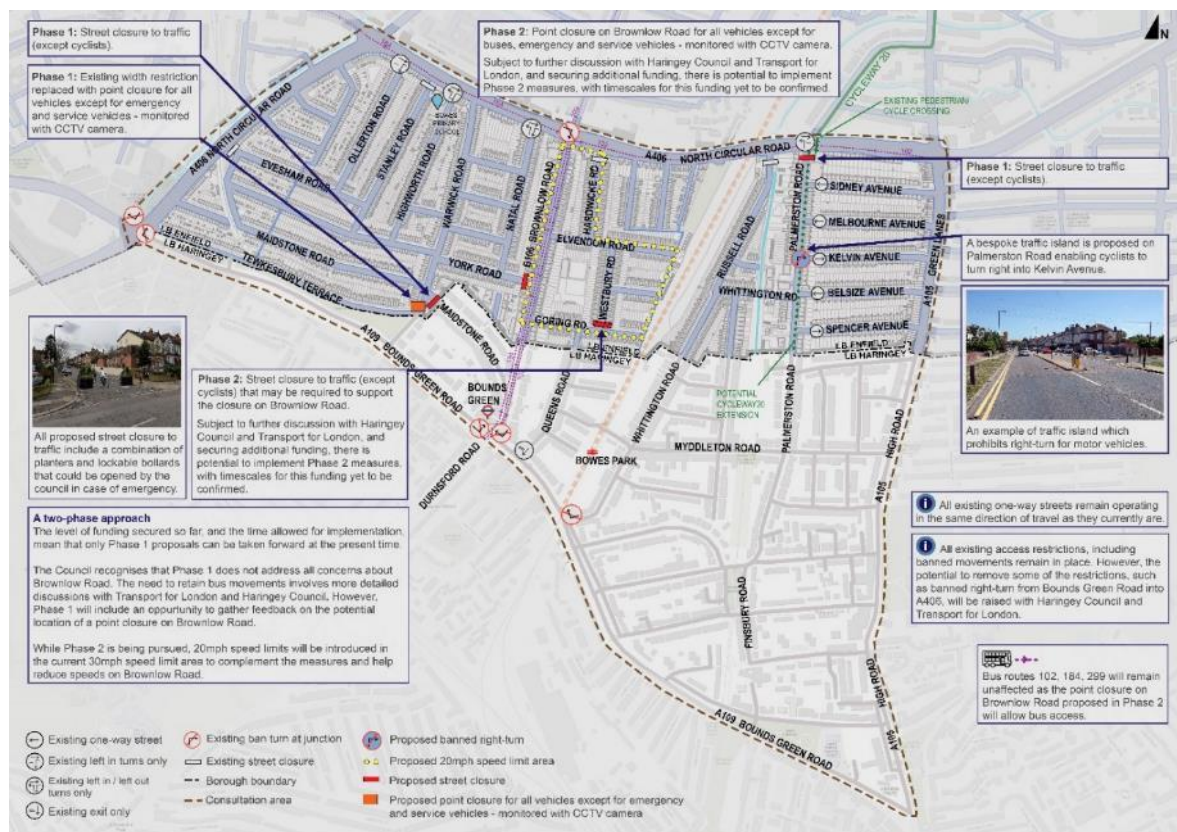 Phase 1: Street closure to traffic
(except cyclists).
Phase 1: Existing width restriction
replaced with point closure for all
vehicles except for emergency
and service vehicles - monitored
with CCTV camera.
Phase 2: Point closure on Brownlow Road for all vehicles except for
buses, emergency and service vehicles - monitored with CCTV camera.
Subject to further discussion with Haringey Council and Transport for
London, and securing additional funding, there is potential to implement
Phase 2 measures, with timescales for this funding yet to be confirmed.
N
CYCLEWAY 20
EXISTING PEDESTRIAN/
CYCLE CROSSING
A406 NORTH CIRCULAR ROAD
OLLERTON ROAD
STANLEY ROAD
BOWES
PRIMARY
SCHOOL
HIGHWORTH ROAD
WARWICK ROAD
NATAL ROAD
B106 BROWNLOW ROAD
HARDWICKE RD
A406 NORTH CIRCULAR ROAD
EVESHAM ROAD
PALMERSTON ROAD
SIDNEY AVENUE
MELBOURNE AVENUE
KELVIN AVENUE
BELSIZE AVENUE
SPENCER AVENUE
A105 GREEN LANES
Phase 1: Street closure to traffic
(except cyclists).
A bespoke traffic island is proposed on
Palmerston Road enabling cyclists to
turn right into Kelvin Avenue.
LB ENFIELD
LB HARINGEY
MAIDSTONE ROAD
TEWKESBURY TERRACE
YORK ROAD
ELVENDON ROAD
WESTBURY RD
GORING RD
RUSSELL ROAD
WHITTINGTON RD
LB ENFIELD
LB HARINGEY
LB ENFIELD
LB HARINGEY
MAIDSTONE ROAD
A109 BOUNDS GREEN ROAD
BOUNDS
GREEN
QUEENS ROAD
WHITTINGTON ROAD
POTENTIAL
CYCLEWAY20
EXTENSION
PALMERSTON ROAD
MYDDLETON ROAD
BOWES PARK
DURNSFORD ROAD
HIGH ROAD
A105
FINSBURY ROAD
HIGH ROAD
A109 BOUNDS GREEN ROAD
A105
All proposed street closure to
traffic include a combination of
planters and lockable bollards
that could be opened by the
council in case of emergency.
Phase 2: Street closure to traffic (except
cyclists) that may be required to support
the closure on Brownlow Road.
Subject to further discussion with Haringey
Council and Transport for London, and
securing additional funding, there is
potential to implement Phase 2 measures,
with timescales for this funding yet to be
confirmed.
An example of traffic island which
prohibits right-turn for motor vehicles.
A two-phase approach
The level of funding secured so far, and the time allowed for implementation,
mean that only Phase 1 proposals can be taken forward at the present time.
The Council recognises that Phase 1 does not address all concerns about
Brownlow Road. The need to retain bus movements involves more detailed
discussions with Transport for London and Haringey Council. However,
Phase 1 will include an opportunity to gather feedback on the potential
location of a point closure on Brownlow Road.
While Phase 2 is being pursued, 20mph speed limits will be introduced in
the current 30mph speed limit area to complement the measures and help
reduce speeds on Brownlow Road.
All existing one-way streets remain operating
in the same direction of travel as they currently are.
All existing access restrictions, including
banned movements remain in place. However, the
potential to remove some of the restrictions, such
as banned right-turn from Bounds Green Road into
A406, will be raised with Haringey Council and
Transport for London.
Bus routes 102, 184, 299 will remain
unaffected as the point closure on
Brownlow Road proposed in Phase 2
will allow bus access.
Existing one-way street
Existing left in turns only
Existing left in / left out
turns only
Existing exit only
Existing ban turn at junction
Existing street closure
Borough boundary
Consultation area
Proposed banned right-turn
Proposed 20mph speed limit area
Proposed street closure
Proposed point closure for all vehicles except for emergency
and service vehicles - monitored with CCTV camera